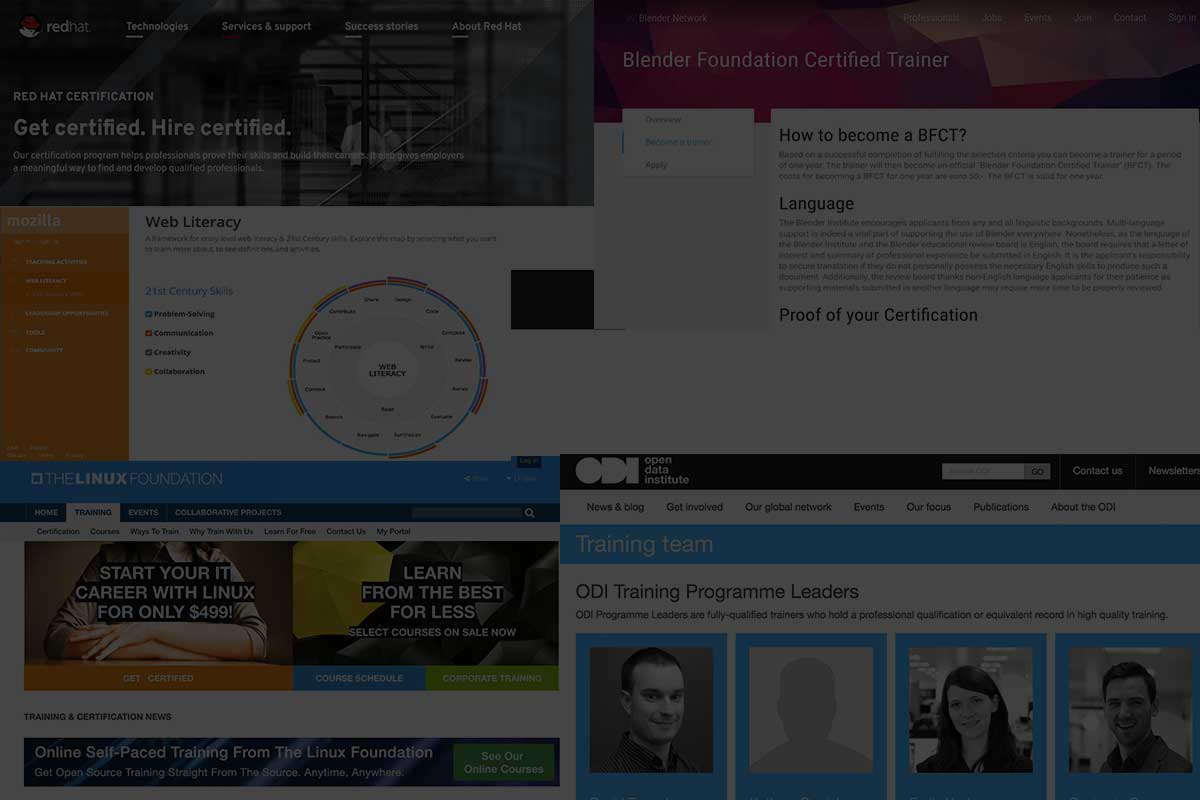 redhat.
Technologies
Services & support
Success stories
About Red Hat
RED HAT CERTIFICATION
Get certified. Hire certified.
Our certification program helps professionals prove their skills and build their careers. It also gives employers
a meaningful way to find and develop qualified professionals.
Blender Network
Professionals
Jobs
Events
Join
Contact
Sign in
Blender Foundation Certified Trainer
Overview
Become a trainer
Apply
How to become a BFCT?
Based on a successful completion of fulfilling the selection criteria you can become a trainer for a period
of one year. The trainer will then become an official 'Blender Foundation Certified Trainer' (BFCT). The
costs for becoming a BFCT for one year are euro 50,-. The BFCT is valid for one year.
Language
The Blender Institute encourages applicants from any and all linguistic backgrounds. Multi-language
support is indeed a vital part of supporting the use of Blender everywhere. Nonetheless, as the language of
the Blender Institute and the Blender educational review board is English, the board requires that a letter of
interest and summary of professional experience be submitted in English. It is the applicant's responsibility
to secure translation if they do not personally possess the necessary English skills to produce such a
document. Additionally, the review board thanks non-English language applicants for their patience as
supporting materials submitted in another language may require more time to be properly reviewed.
Proof of your Certification
mozilla
TEACHING ACTIVITIES
WEB LITERACY
LEADERSHIP OPPORTUNITIES
TOOLS
COMMUNITY
Web Literacy
A framework for entry level web literacy & 21st Century skills. Explore the map by selecting what you want
to learn more about, to see definitions and activities.
21st Century Skills
Problem-Solving
Communication
Creativity
Collaboration
Share
Design
Contribute
Code
Open
Practice
Compose
Participate
Write
Protect
Revise
WEB
LITERACY
Connect
Remix
Read
Search
Evaluate
Navigate
Synthesize
THE LINUX FOUNDATION
Log in
HOME
TRAINING
EVENTS
COLLABORATIVE PROJECTS
Certification
Courses
Ways To Train
Why Train With Us
Learn For Free
Contact Us
My Portal
START YOUR IT
CAREER WITH LINUX
FOR ONLY $499!
GET CERTIFIED
LEARN
FROM THE BEST
FOR LESS
SELECT COURSES ON SALE NOW
COURSE SCHEDULE
CORPORATE TRAINING
TRAINING & CERTIFICATION NEWS
Online Self-Paced Training From The Linux Foundation
Get Open Source Training Straight From The Source. Anytime, Anywhere.
See Our
Online Courses
ODI
open
data
institute
Search ODI
GO
Contact us
Newsletters
News & blog
Get involved
Our global network
Events
Our focus
Publications
About the ODI
Training team
ODI Training Programme Leaders
ODI Programme Leaders are fully-qualified trainers who hold a professional qualification or equivalent record in high quality training.